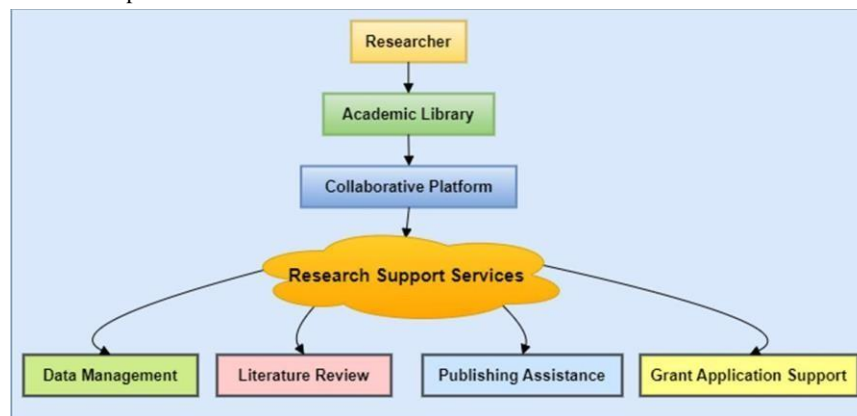 Researcher
Academic Library
Collaborative Platform
Research Support Services
Data Management
Literature Review
Publishing Assistance
Grant Application Support